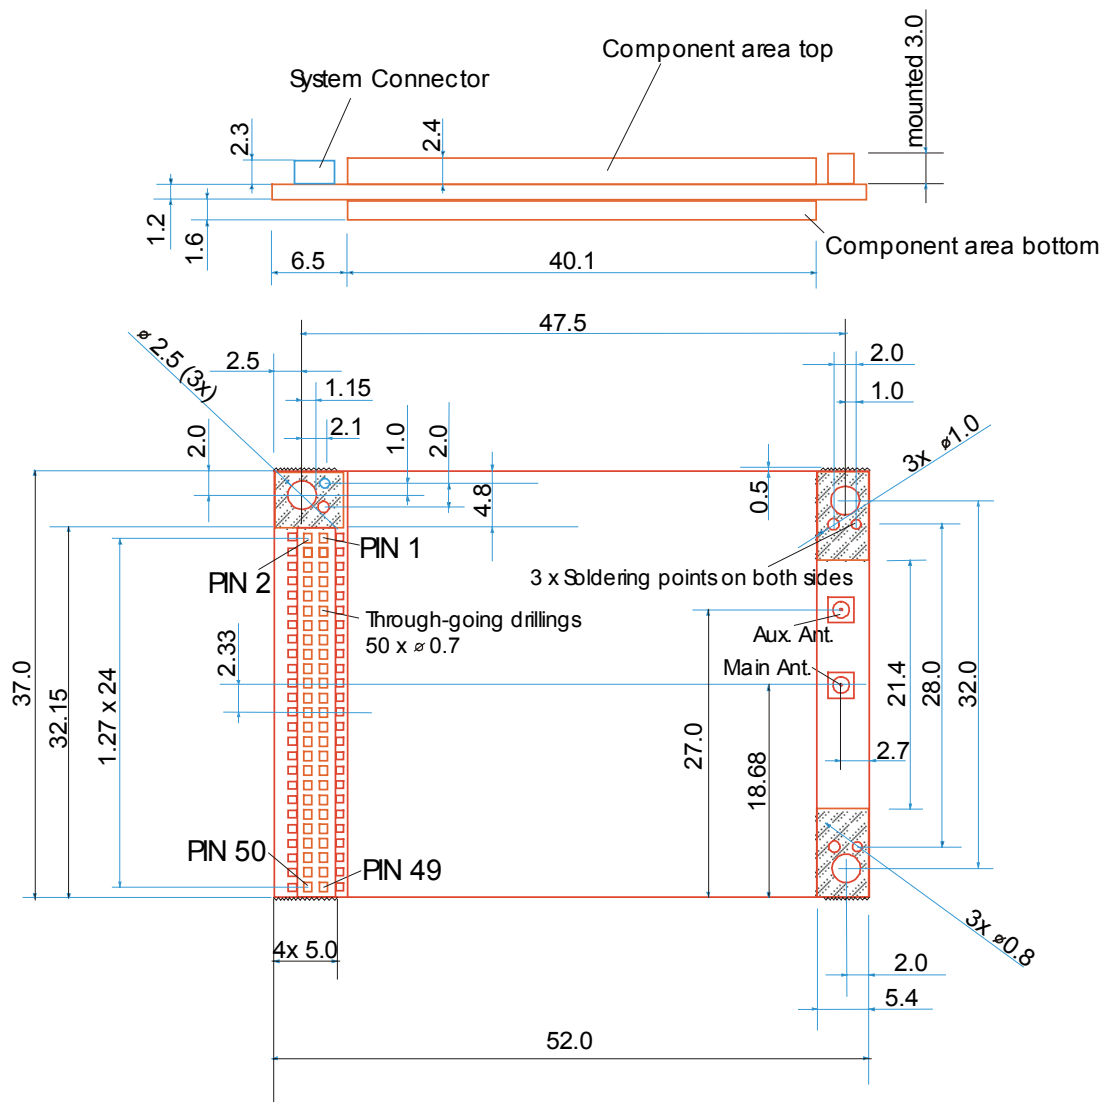 Component area top
System Connector
mounted 3.0
2.3
2.4
1.2
1.6
Component area bottom
6.5
40.1
47.5
⌀ 2.5 (3x)
2.5
2.0
1.15
1.0
2.1
2.0
1.0
2.0
3x ⌀1.0
4.8
0.5
PIN 1
PIN 2
3 x Soldering points on both sides
Through-going drillings
50 x ⌀ 0.7
Aux. Ant.
Main Ant.
2.33
37.0
32.15
1.27 x 24
27.0
18.68
21.4
28.0
32.0
2.7
PIN 50
PIN 49
3x ⌀0.8
4x 5.0
2.0
5.4
52.0